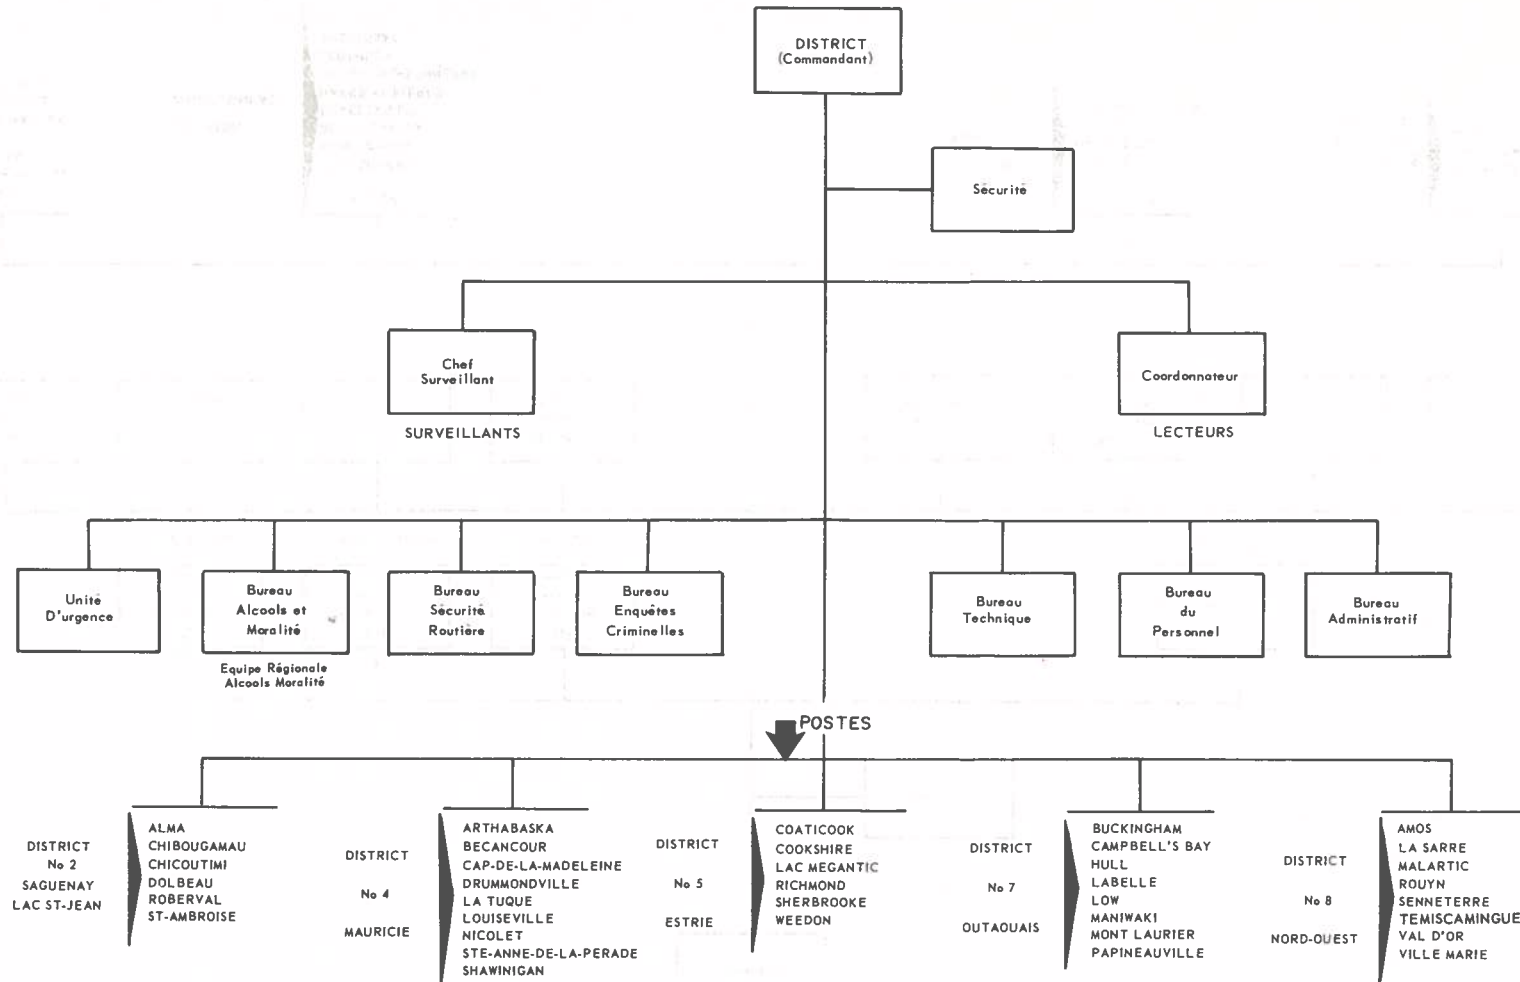 DISTRICT
(Commandant)
Sécurité
Chef
Surveillant
SURVEILLANTS
Coordonnateur
LECTEURS
Unité
D'urgence
Bureau
Alcools et
Moralité
Equipe Régionale
Alcools Moralité
Bureau
Sécurité
Routière
Bureau
Enquêtes
Criminelles
Bureau
Technique
Bureau
du
Personnel
Bureau
Administratif
POSTES
DISTRICT
No 2
SAGUENAY
LAC ST-JEAN
ALMA
CHIBOUGAMAU
CHICOUTIMI
DOLBEAU
ROBERVAL
ST-AMBROISE
DISTRICT
No 4
MAURICIE
ARTHABASKA
BECANCOUR
CAP-DE-LA-MADELEINE
DRUMMONDVILLE
LA TUQUE
LOUISEVILLE
NICOLET
STE-ANNE-DE-LA-PERADE
SHAWINIGAN
DISTRICT
No 5
ESTRIE
COATICOOK
COOKSHIRE
LAC MEGANTIC
RICHMOND
SHERBROOKE
WEEDON
DISTRICT
No 7
OUTAOUAIS
BUCKINGHAM
CAMPBELL'S BAY
HULL
LABELLE
LOW
MANIWAKI
MONT LAURIER
PAPINEAUVILLE
DISTRICT
No 8
NORD-OUEST
AMOS
LA SARRE
MALARTIC
ROUYN
SENNETERRE
TEMISCAMINGUE
VAL D'OR
VILLE MARIE